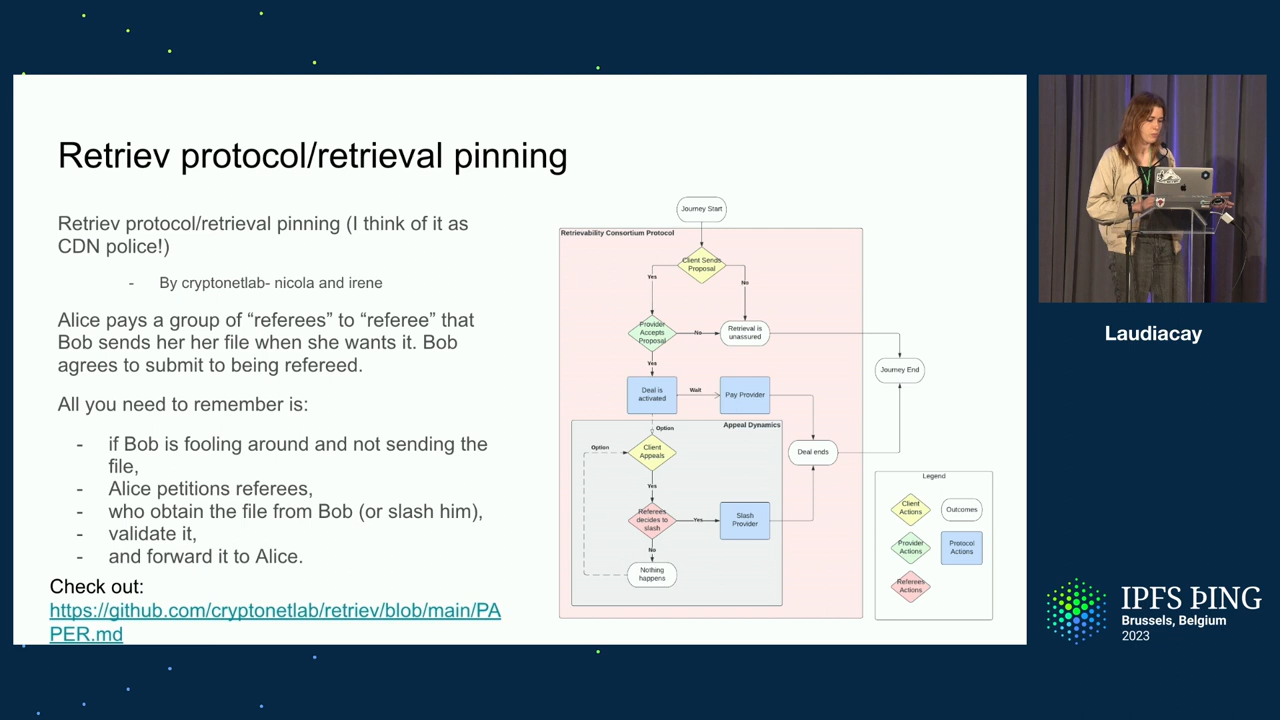 Retriev protocol/retrieval pinning
Retriev protocol/retrieval pinning (I think of it as
CDN police!)
- By cryptonetlab- nicola and irene
Alice pays a group of “referees” to “referee” that
Bob sends her her file when she wants it. Bob
agrees to submit to being refereed.
All you need to remember is:
- if Bob is fooling around and not sending the
file,
- Alice petitions referees,
- who obtain the file from Bob (or slash him),
- validate it,
- and forward it to Alice.
Check out:
https://github.com/cryptonetlab/retriev/blob/main/PA
PER.md
Journey Start
Retrievability Consortium Protocol
Client Sends
Proposal
Yes
No
Provider
Accepts
Proposal
No
Retrieval is
unassured
Yes
Journey End
Deal is
activated
Wait
Pay Provider
Option
Appeal Dynamics
Option
Client
Appeals
Deal ends
Yes
Referees
decides to
slash
Yes
Slash
Provider
No
Nothing
happens
Legend
Client
Actions
Outcomes
Provider
Actions
Protocol
Actions
Referees
Actions
Laudiacay
IPFS ÞING
Brussels, Belgium
2023